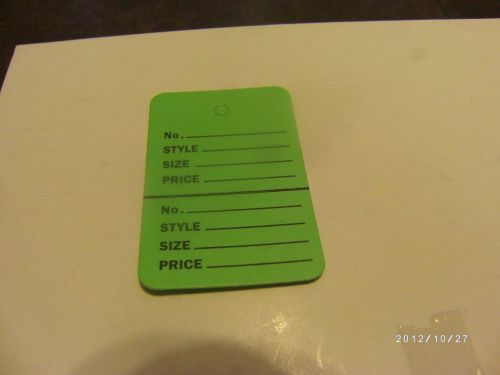 No.
STYLE
SIZE
PRICE
No.
STYLE
SIZE
PRICE
2012/10/27